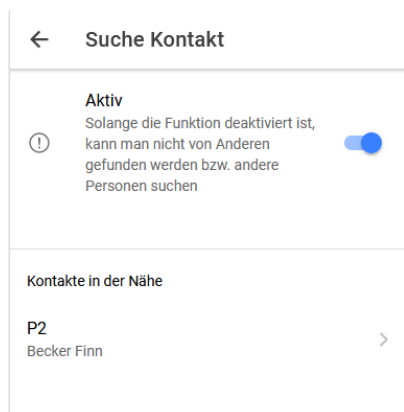 Suche Kontakt
Aktiv
Solange die Funktion deaktiviert ist,
kann man nicht von Anderen
gefunden werden bzw. andere
Personen suchen
Kontakte in der Nähe
P2
Becker Finn